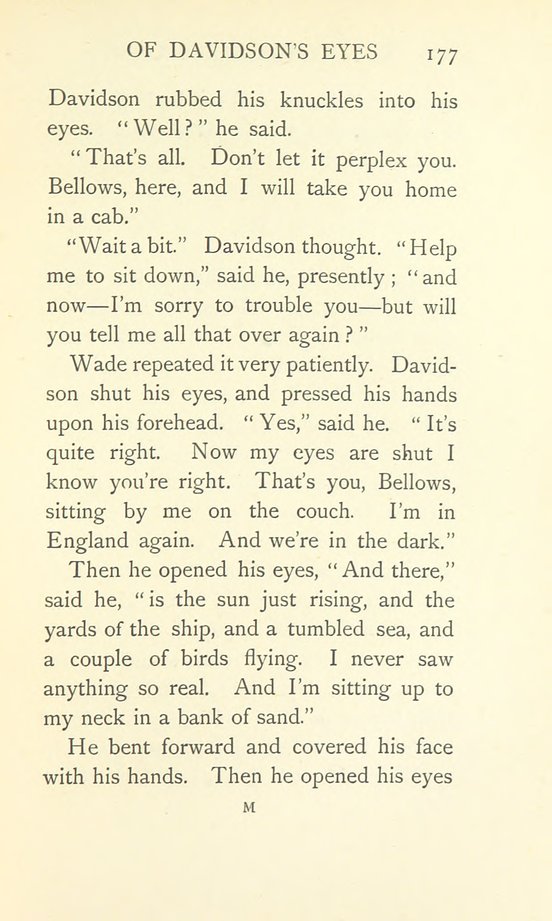 OF DAVIDSON'S EYES 177
Davidson rubbed his knuckles into his
eyes. "Well?" he said.
"That's all. Don't let it perplex you.
Bellows, here, and I will take you home
in a cab."
"Wait a bit." Davidson thought. "Help
me to sit down," said he, presently; "and
now—I'm sorry to trouble you—but will
you tell me all that over again?"
Wade repeated it very patiently. David-
son shut his eyes, and pressed his hands
upon his forehead. "Yes," said he. "It's
quite right. Now my eyes are shut I
know you're right. That's you, Bellows,
sitting by me on the couch. I'm in
England again. And we're in the dark."
Then he opened his eyes, "And there,"
said he, "is the sun just rising, and the
yards of the ship, and a tumbled sea, and
a couple of birds flying. I never saw
anything so real. And I'm sitting up to
my neck in a bank of sand."
He bent forward and covered his face
with his hands. Then he opened his eyes
M